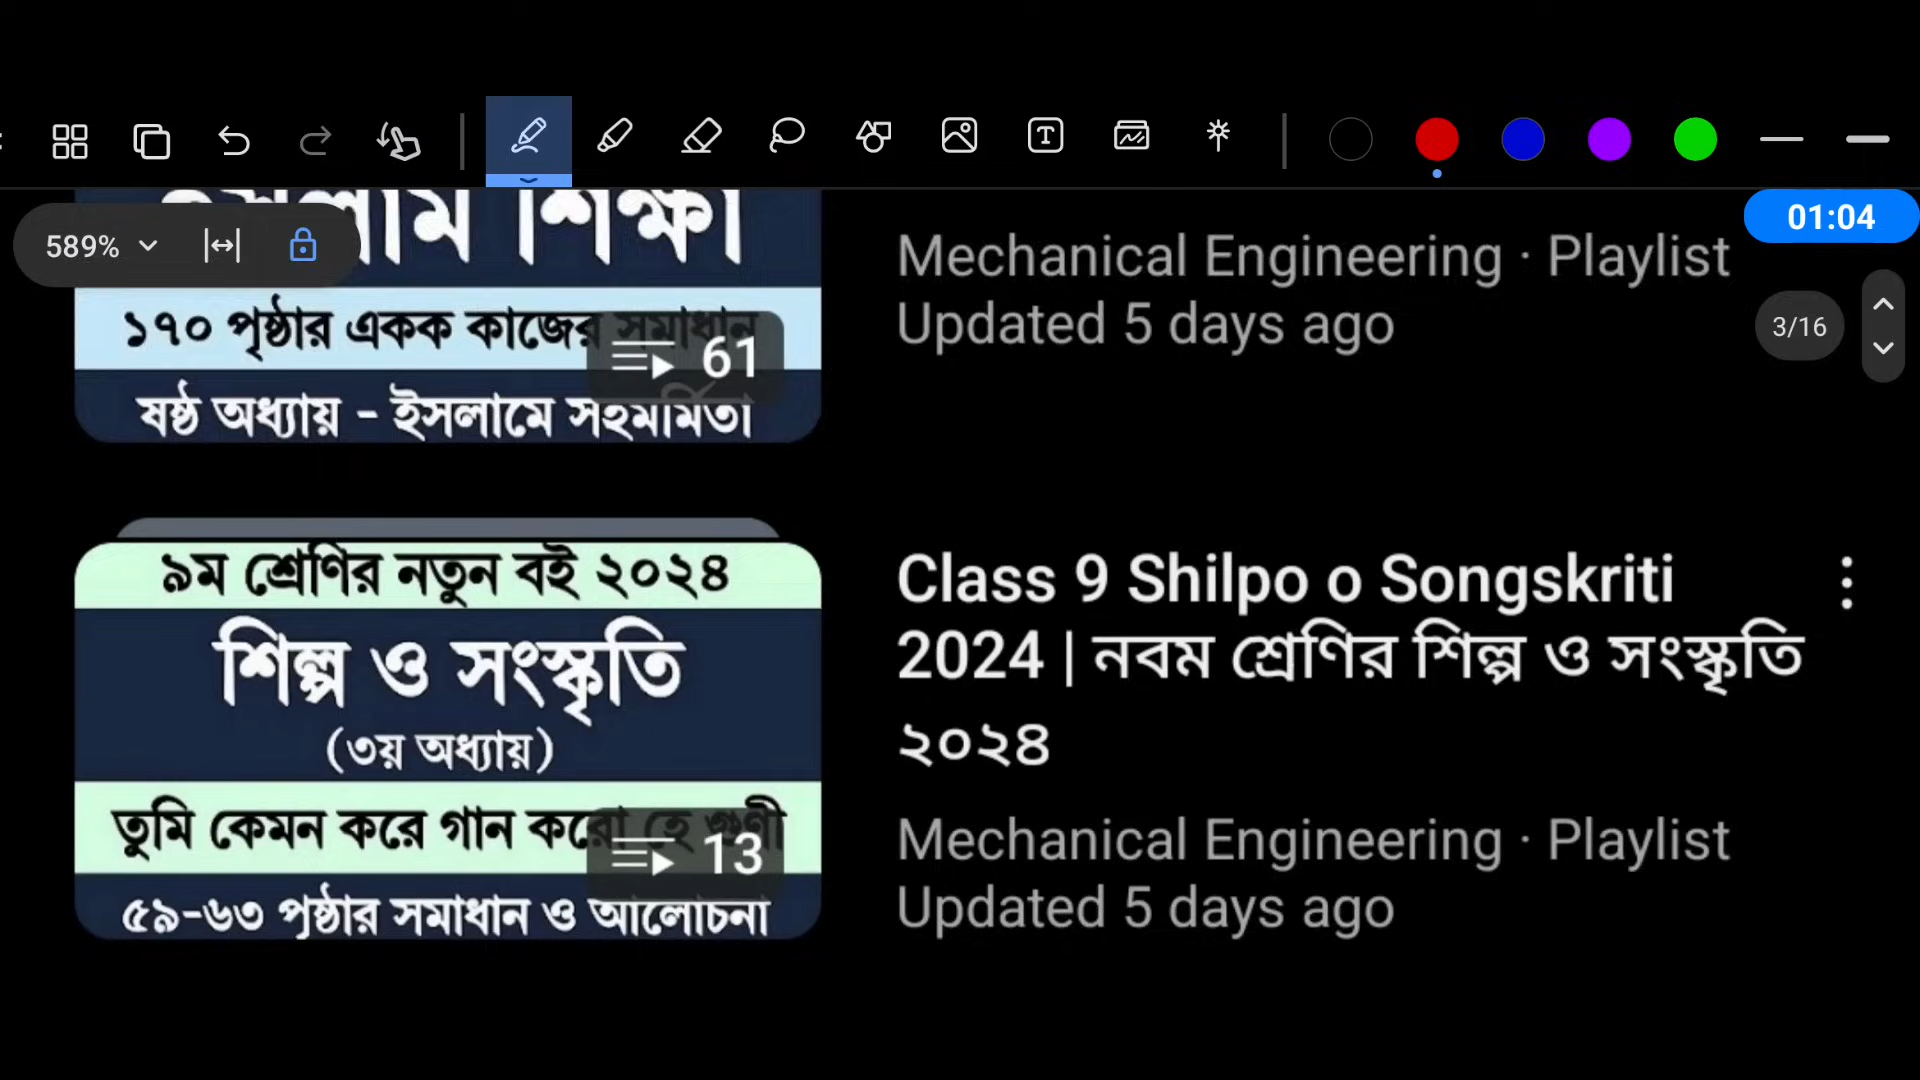 589%
01:04
3/16
শিক্ষা
১৭০ পৃষ্ঠার একক কাজের সমাধান
61
ষষ্ঠ অধ্যায় - ইসলামে সহমর্মিতা
Mechanical Engineering · Playlist
Updated 5 days ago
৯ম শ্রেণির নতুন বই ২০২৪
শিল্প ও সংস্কৃতি
(৩য় অধ্যায়)
তুমি কেমন করে গান করো হে গুণী
13
৫৯-৬৩ পৃষ্ঠার সমাধান ও আলোচনা
Class 9 Shilpo o Songskriti
2024 | নবম শ্রেণির শিল্প ও সংস্কৃতি
২০২৪
Mechanical Engineering · Playlist
Updated 5 days ago